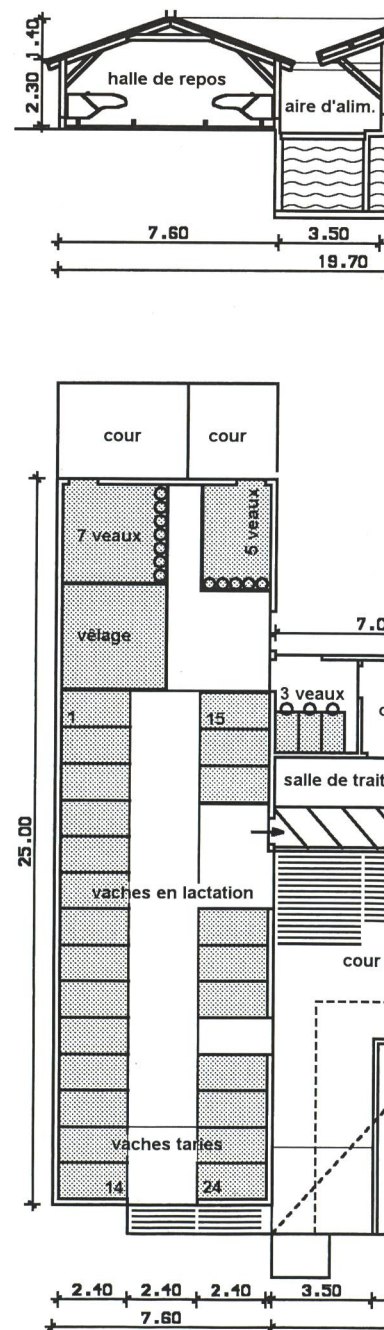 1.40
2.30
halle de repos
aire d'alim.
7.60
3.50
19.70
cour
cour
7 veaux
5 veaux
vêlage
7.0
3 veaux
1
15
salle de trait
25.00
vaches en lactation
cour
vaches taries
14
24
2.40
2.40
2.40
3.50
7.60